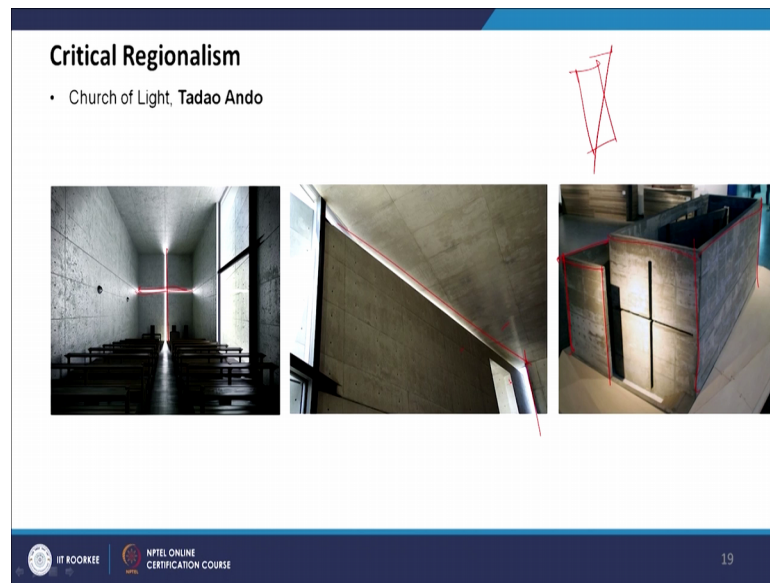 Critical Regionalism
• Church of Light, Tadao Ando
IIT ROORKEE
NPTEL ONLINE
CERTIFICATION COURSE
19